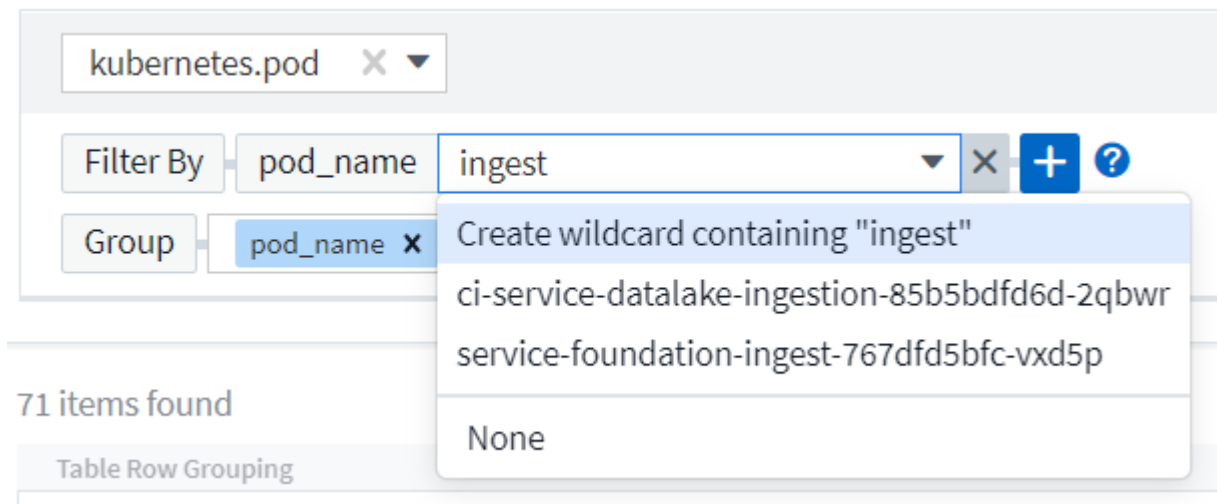 kubernetes.pod
Filter By pod_name ingest
Create wildcard containing "ingest"
Group pod_name
ci-service-datalake-ingestion-85b5bdfd6d-2qbwr
service-foundation-ingest-767dfd5bfc-vxd5p
71 items found
None
Table Row Grouping